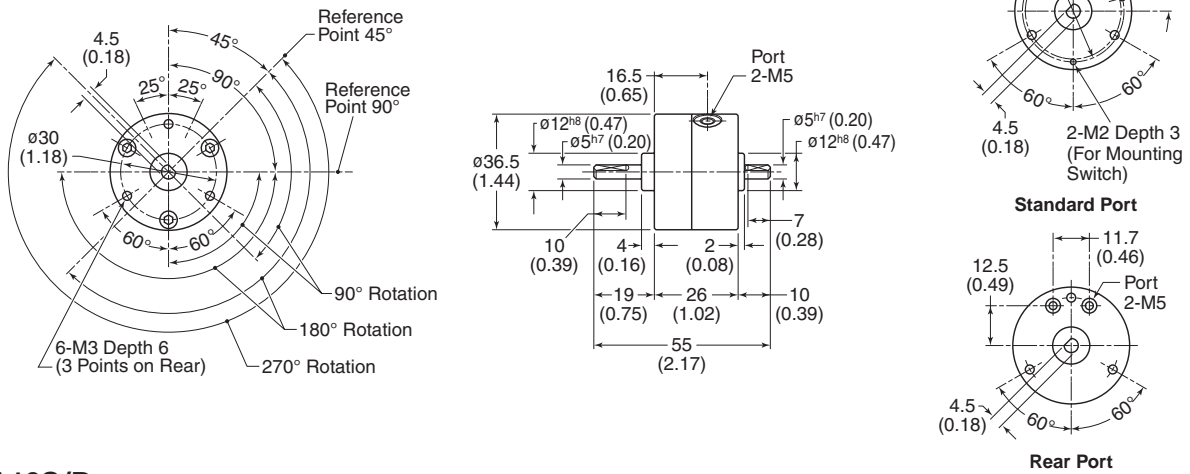 Reference
Point 45°
45°
4.5
(0.18)
90°
25° 25°
Reference
Point 90°
ø30
(1.18)
60° 60°
90° Rotation
180° Rotation
6-M3 Depth 6
(3 Points on Rear)
270° Rotation
Port
2-M5
16.5
(0.65)
ø12h8 (0.47)
ø5h7 (0.20)
ø5h7 (0.20)
ø12h8 (0.47)
ø36.5
(1.44)
10
(0.39)
4
(0.16)
2
(0.08)
7
(0.28)
19
(0.75)
26
(1.02)
10
(0.39)
55
(2.17)
60° 60°
4.5
(0.18)
2-M2 Depth 3
(For Mounting
Switch)
Standard Port
11.7
(0.46)
12.5
(0.49)
Port
2-M5
4.5
(0.18)
60° 60°
Rear Port